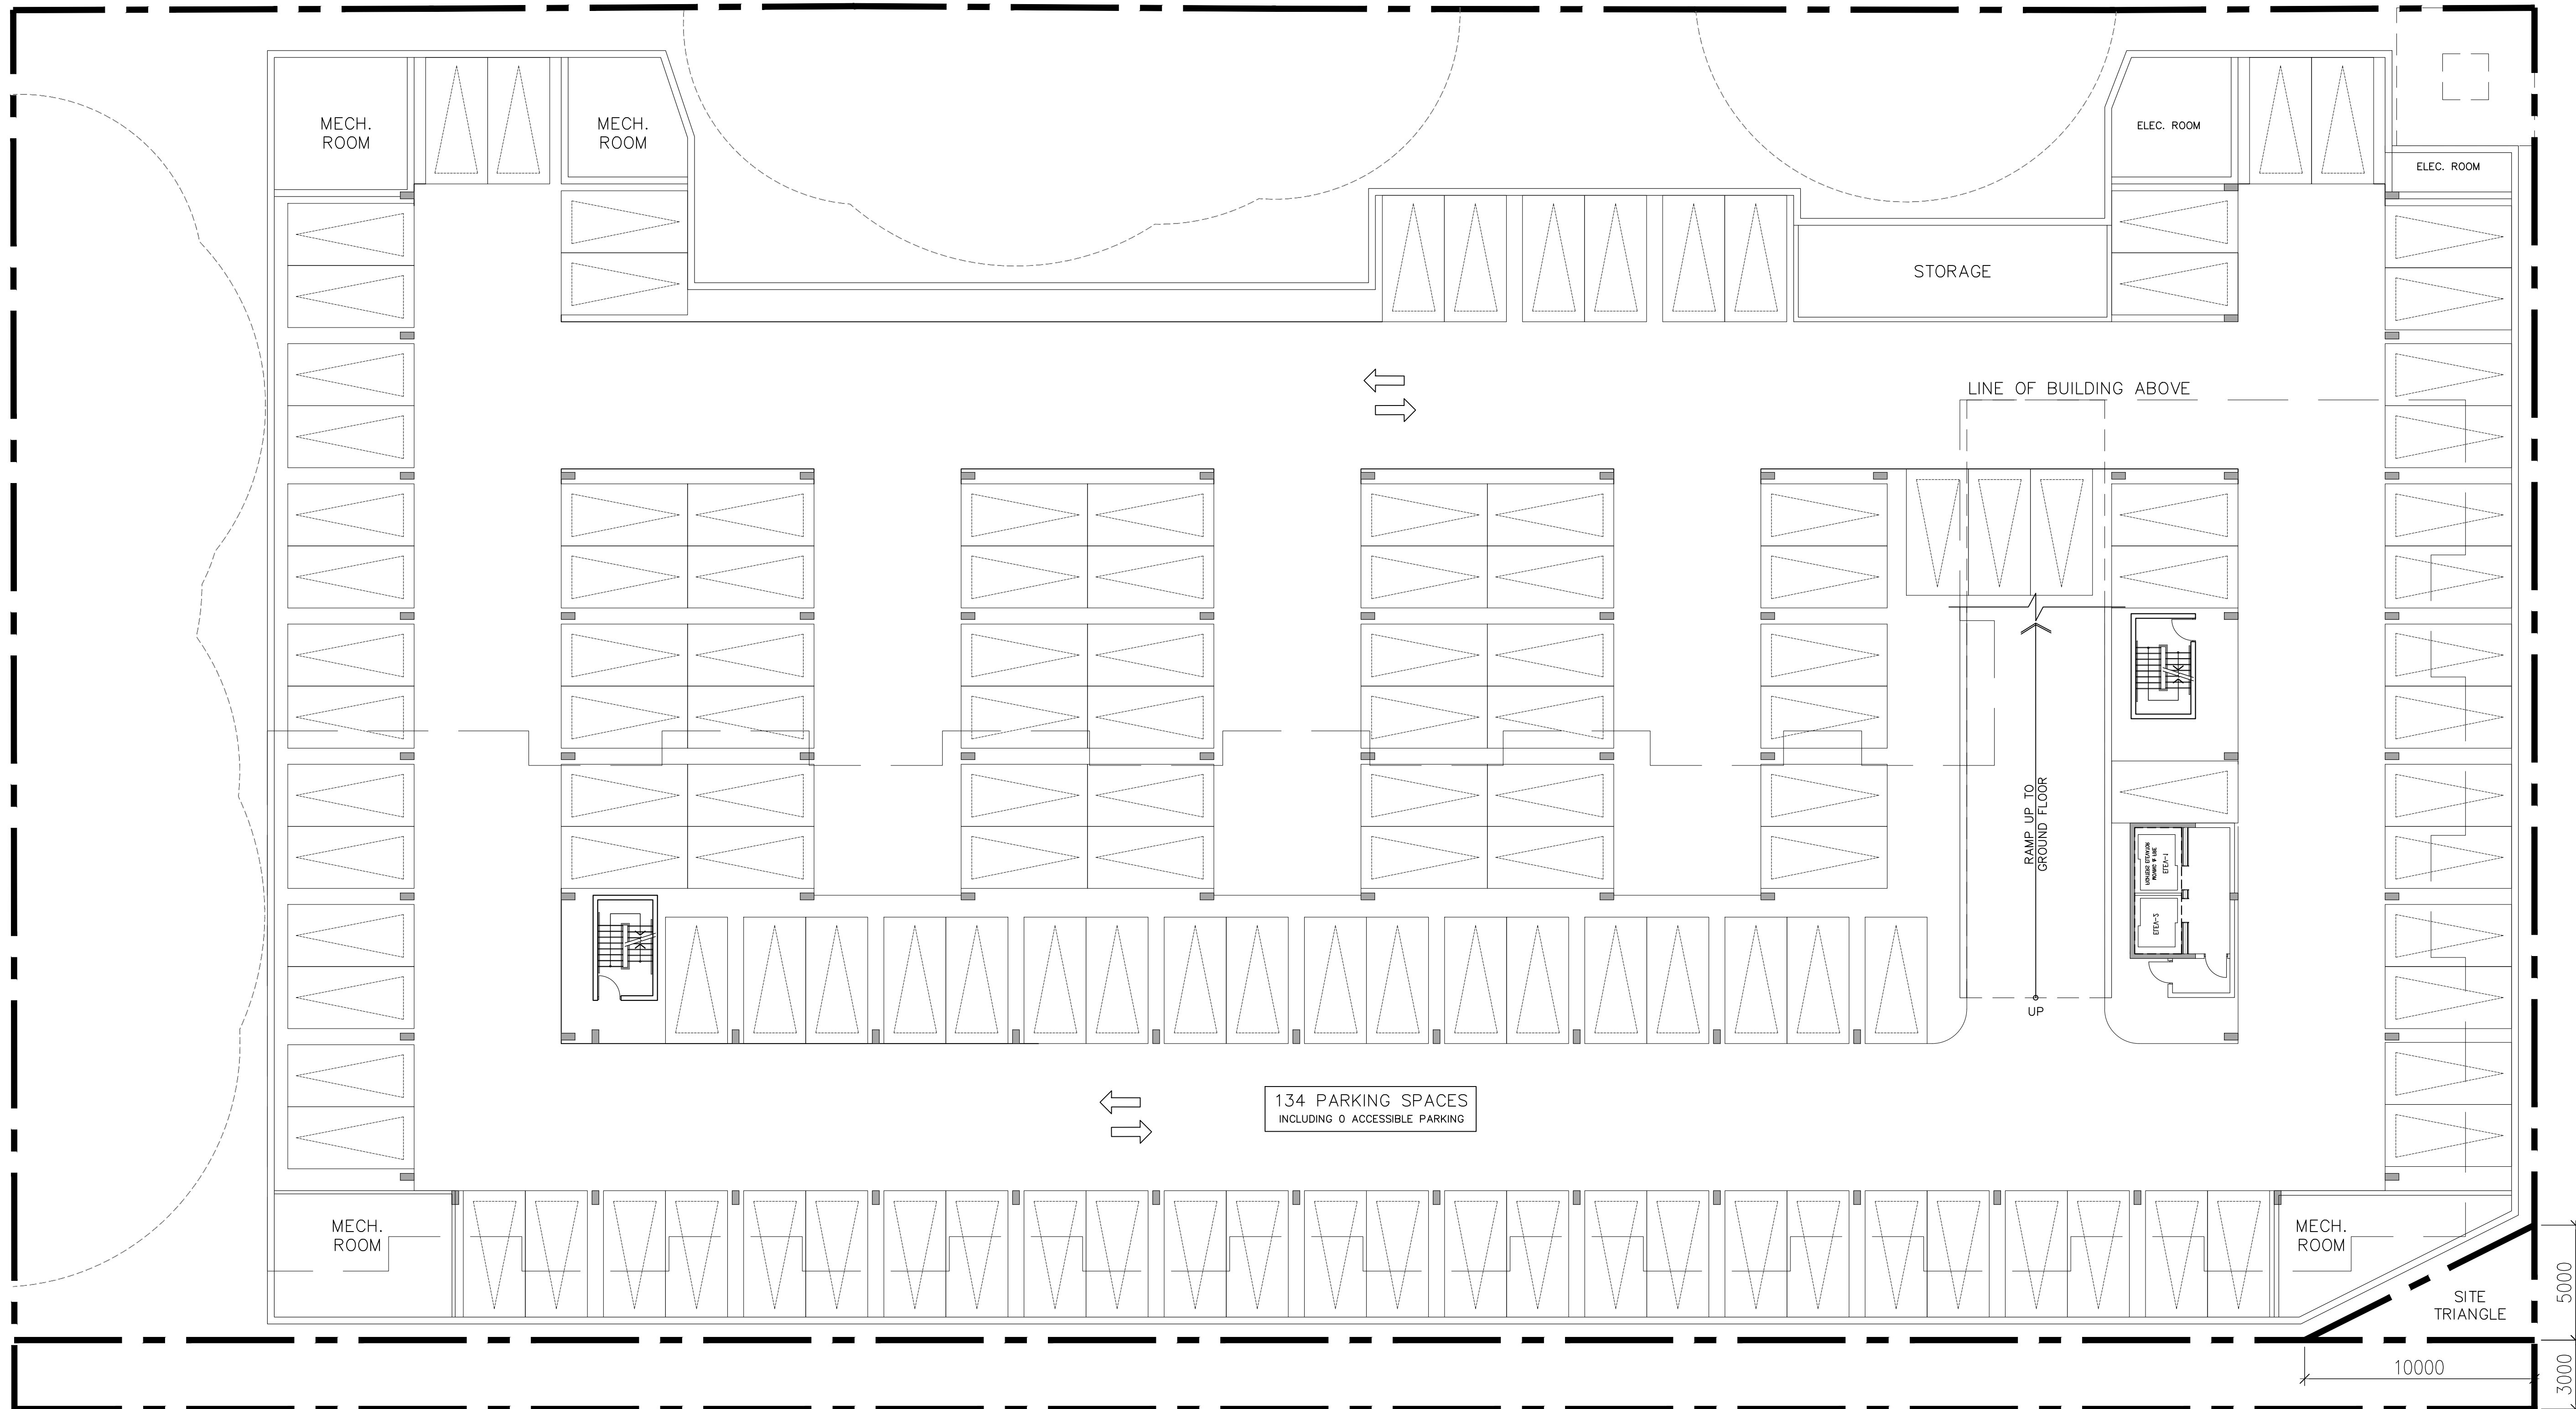 MECH.
ROOM
MECH.
ROOM
ELEC. ROOM
ELEC. ROOM
STORAGE
LINE OF BUILDING ABOVE
RAMP UP TO
GROUND FLOOR
UP
134 PARKING SPACES
INCLUDING 0 ACCESSIBLE PARKING
MECH.
ROOM
MECH.
ROOM
SITE
TRIANGLE
5000
10000
3000